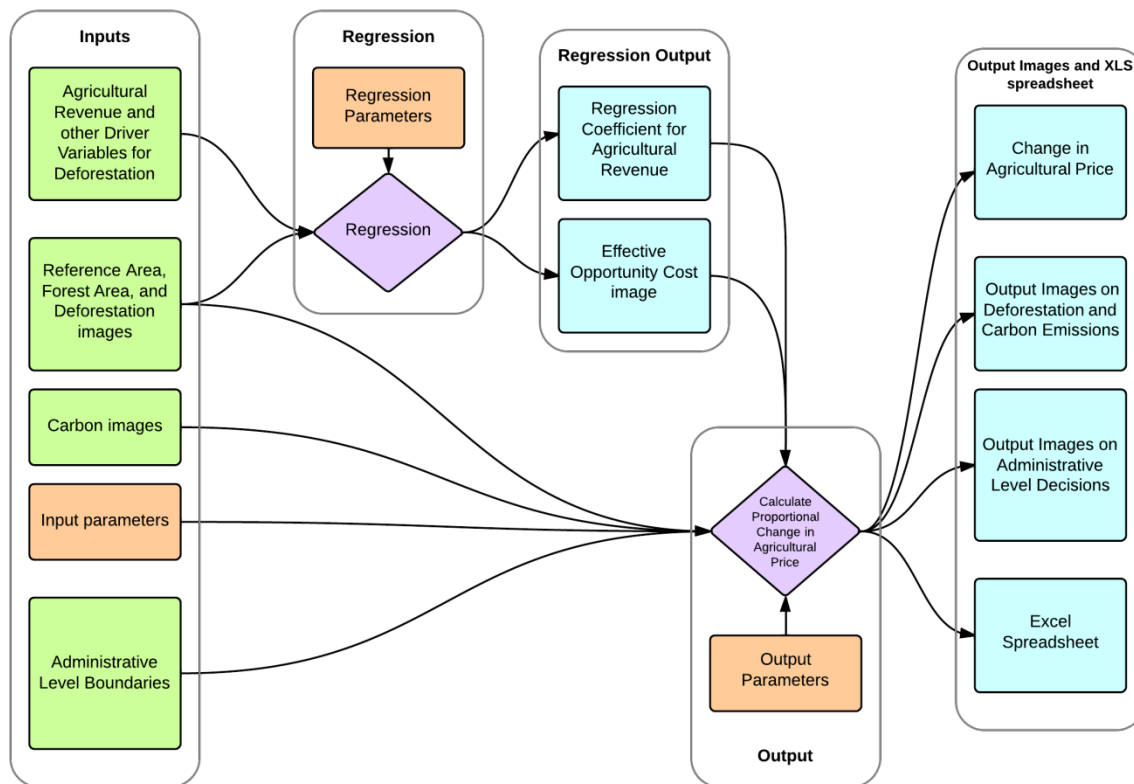 Inputs
Agricultural
Revenue and
other Driver
Variables for
Deforestation
Reference Area,
Forest Area, and
Deforestation
images
Carbon images
Input parameters
Administrative
Level Boundaries
Regression
Regression
Parameters
Regression
Regression Output
Regression
Coefficient for
Agricultural
Revenue
Effective
Opportunity Cost
image
Calculate
Proportional
Change in
Agricultural
Price
Output
Parameters
Output
Output Images and XLS
spreadsheet
Change in
Agricultural Price
Output Images on
Deforestation and
Carbon Emissions
Output Images on
Administrative
Level Decisions
Excel
Spreadsheet